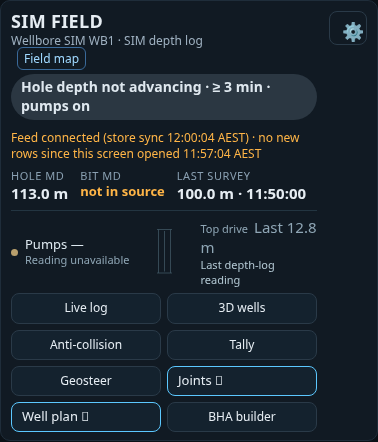 SIM FIELD
Wellbore SIM WB1 · SIM depth log
Field map
Hole depth not advancing · ≥ 3 min ·
pumps on
Feed connected (store sync 12:00:04 AEST) · no new
rows since this screen opened 11:57:04 AEST
HOLE MD BIT MD LAST SURVEY
113.0 m not in source 100.0 m · 11:50:00
Pumps — Top drive Last 12.8
Reading unavailable m
Last depth-log
reading
Live log 3D wells
Anti-collision Tally
Geosteer Joints
Well plan BHA builder